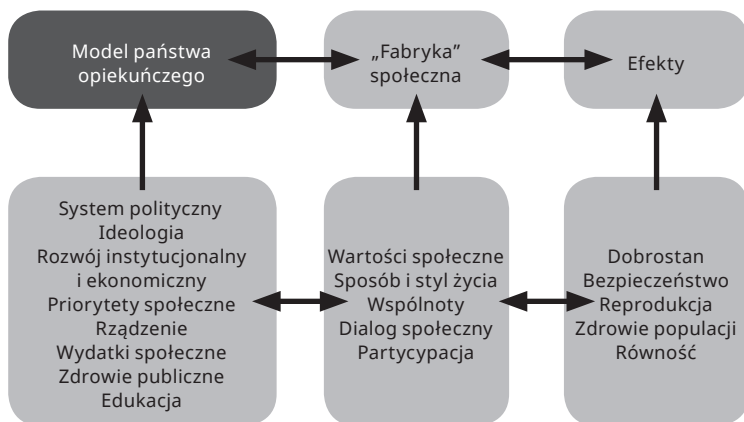 Model państwa
opiekuńczego
„Fabryka”
społeczna
Efekty
System polityczny
Ideologia
Rozwój instytucjonalny
i ekonomiczny
Priorytety społeczne
Rządzenie
Wydatki społeczne
Zdrowie publiczne
Edukacja
Wartości społeczne
Sposób i styl życia
Wspólnoty
Dialog społeczny
Partycypacja
Dobrostan
Bezpieczeństwo
Reprodukcja
Zdrowie populacji
Równość